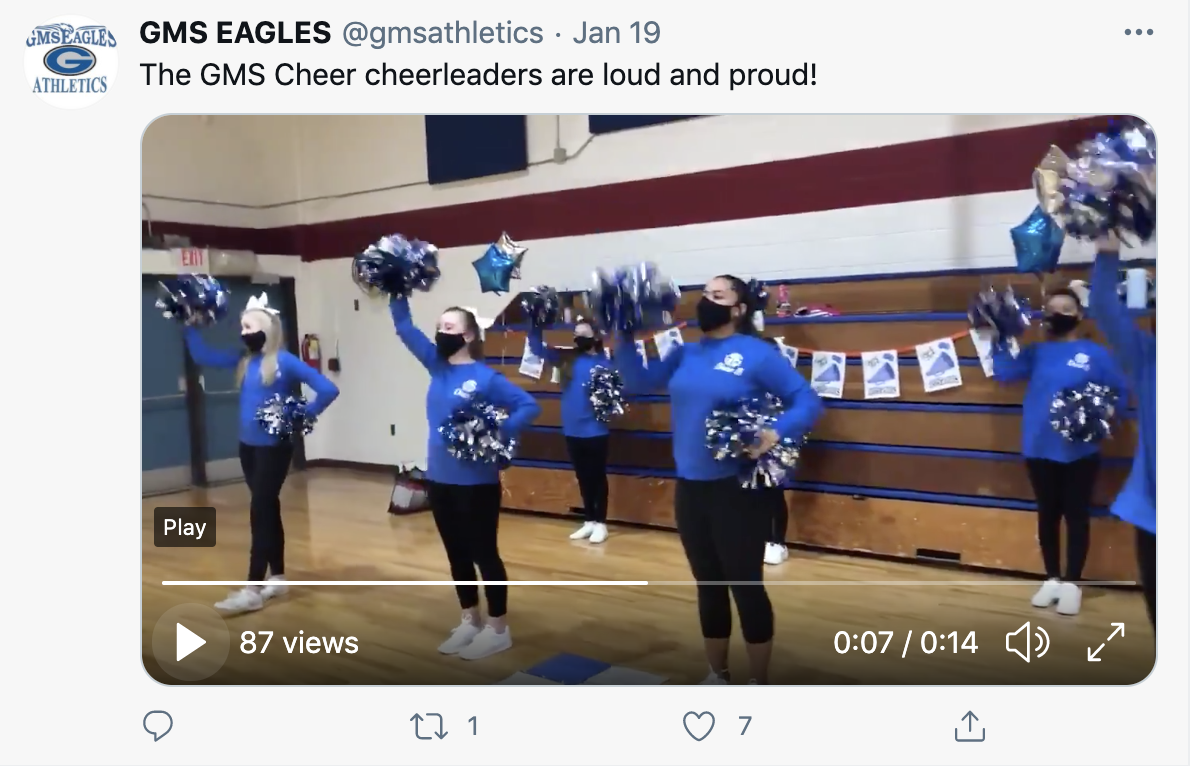 GMS EAGLES @gmsathletics · Jan 19
GMSEAGLES
G
ATHLETICS
The GMS Cheer cheerleaders are loud and proud!
EXIT
Play
87 views
0:07 / 0:14
1
7